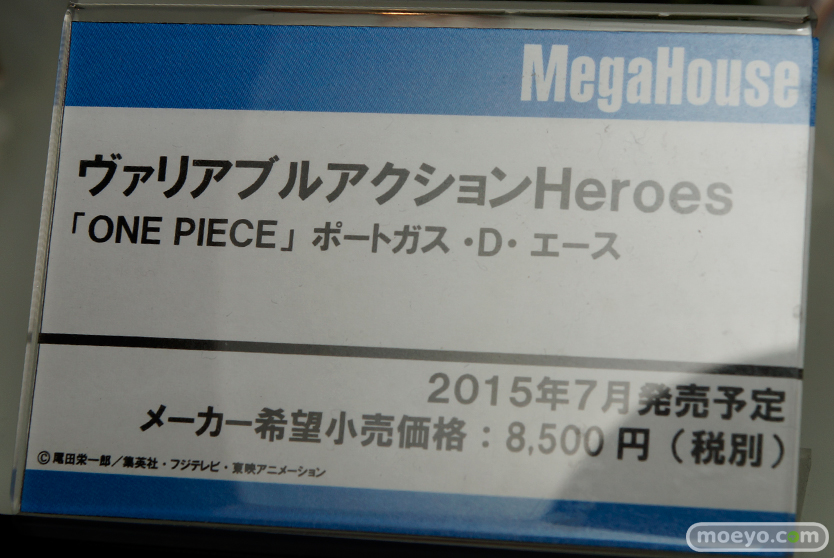 MegaHouse
ヴァリアブルアクションHeroes
「ONE PIECE」ポートガス・D・エース
2015年7月発売予定
メーカー希望小売価格：8,500円（税別）
©尾田栄一郎／集英社・フジテレビ・東映アニメーション
moeyo.com